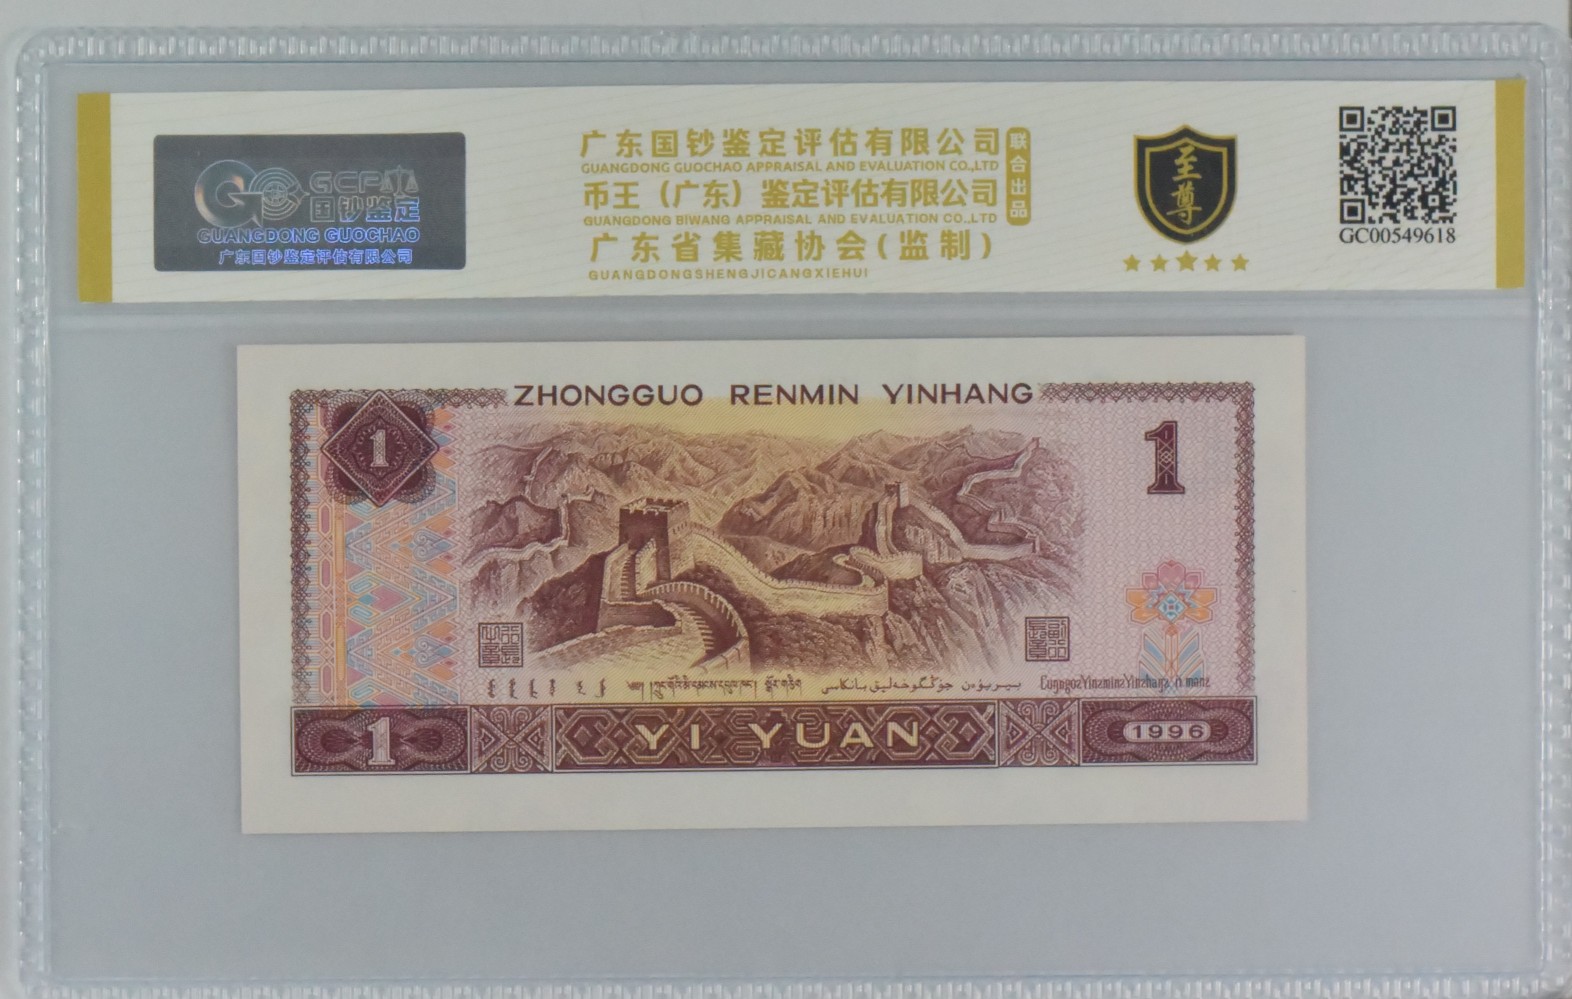 GCP
国钞鉴定
GUANGDONG GUOCHAO
广东国钞鉴定评估有限公司
广东国钞鉴定评估有限公司
GUANGDONG GUOCHAO APPRAISAL AND EVALUATION CO.,LTD
币王（广东）鉴定评估有限公司
GUANGDONG BIWANG APPRAISAL AND EVALUATION CO.,LTD
广东省集藏协会(监制)
GUANGDONGSHENGJICANGXIEHUI
联合出品
至尊
GC00549618
ZHONGGUO RENMIN YINHANG
1
1
1
YI YUAN
1996